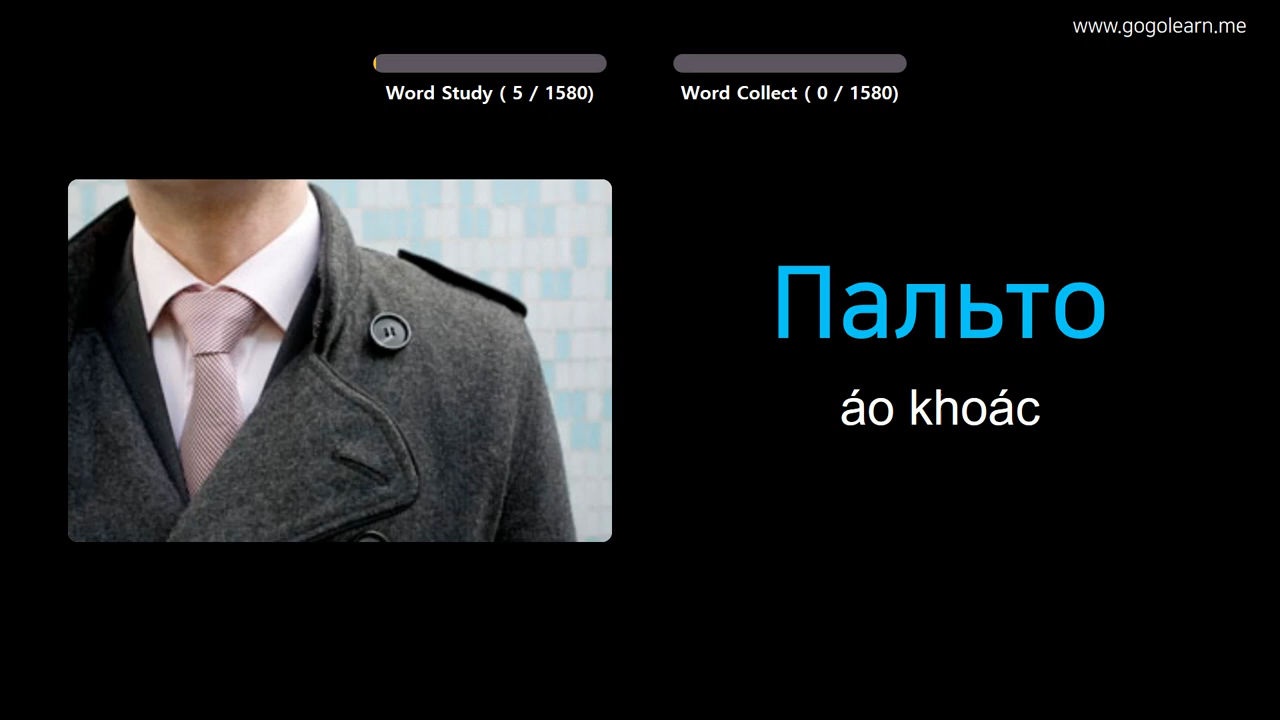 www.gogolearn.me
Word Study ( 5 / 1580)
Word Collect ( 0 / 1580)
Пальто
áo khoác